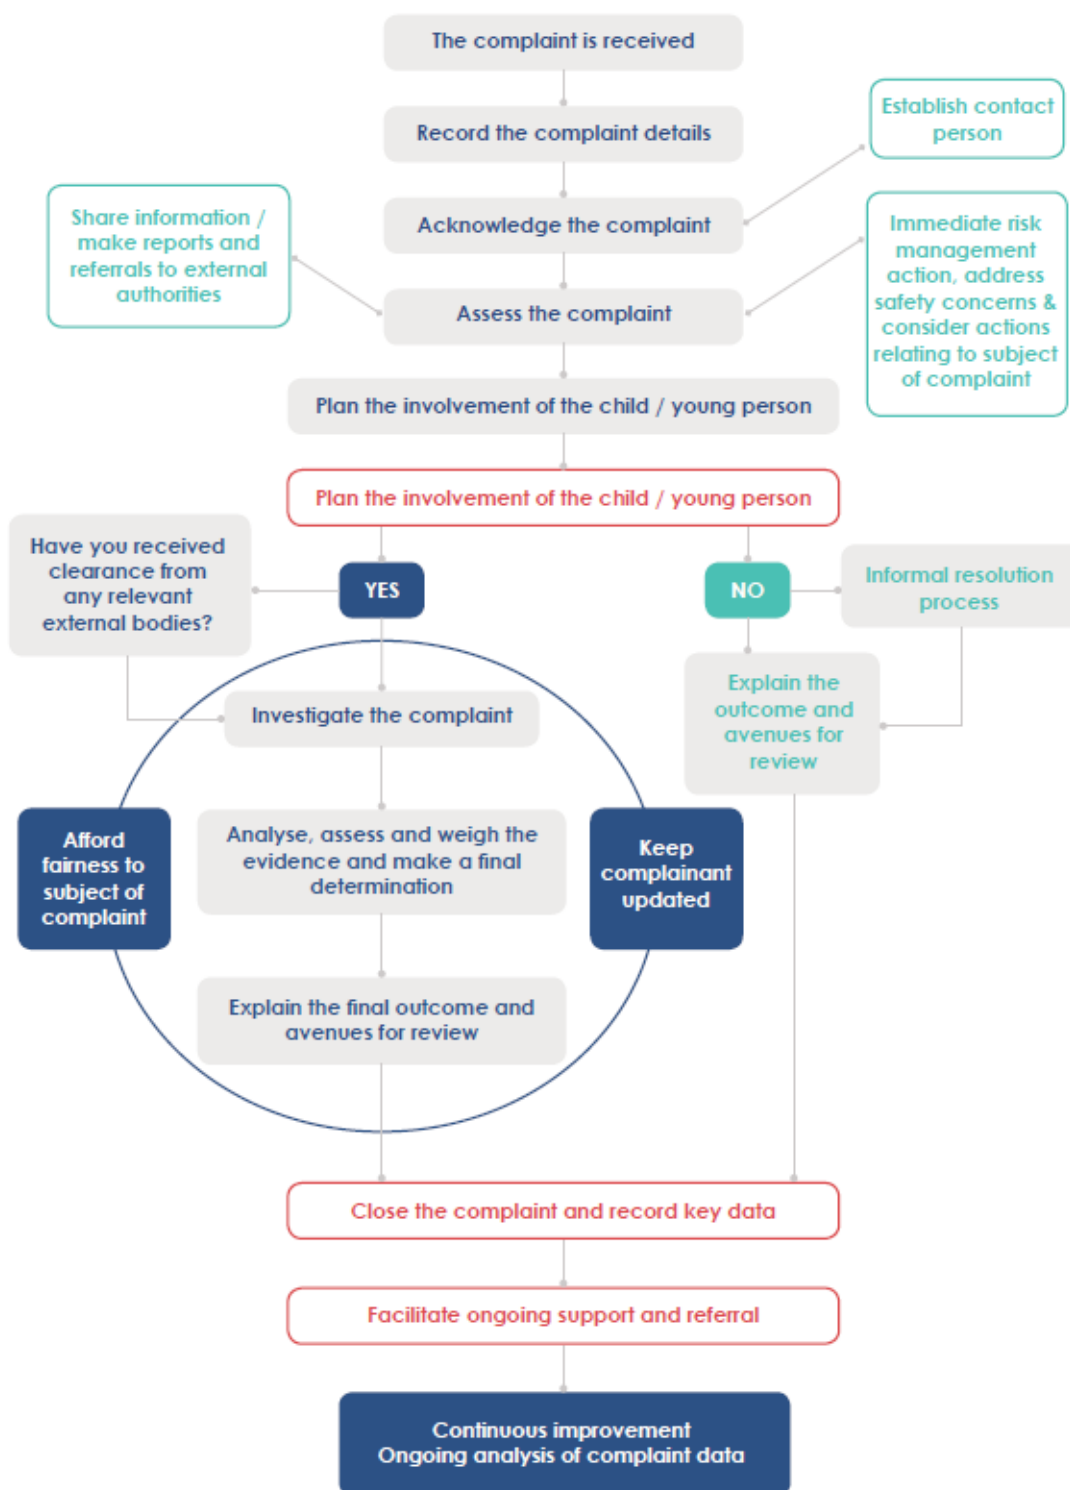 The complaint is received
Record the complaint details
Establish contact
person
Acknowledge the complaint
Share information /
make reports and
referrals to external
authorities
Immediate risk
management
action, address
safety concerns &
consider actions
relating to subject
of complaint
Assess the complaint
Plan the involvement of the child / young person
Plan the involvement of the child / young person
Have you received
clearance from
any relevant
external bodies?
YES
NO
Informal resolution
process
Investigate the complaint
Explain the
outcome and
avenues for
review
Afford
fairness to
subject of
complaint
Analyse, assess and weigh the
evidence and make a final
determination
Keep
complainant
updated
Explain the final outcome and
avenues for review
Close the complaint and record key data
Facilitate ongoing support and referral
Continuous improvement
Ongoing analysis of complaint data